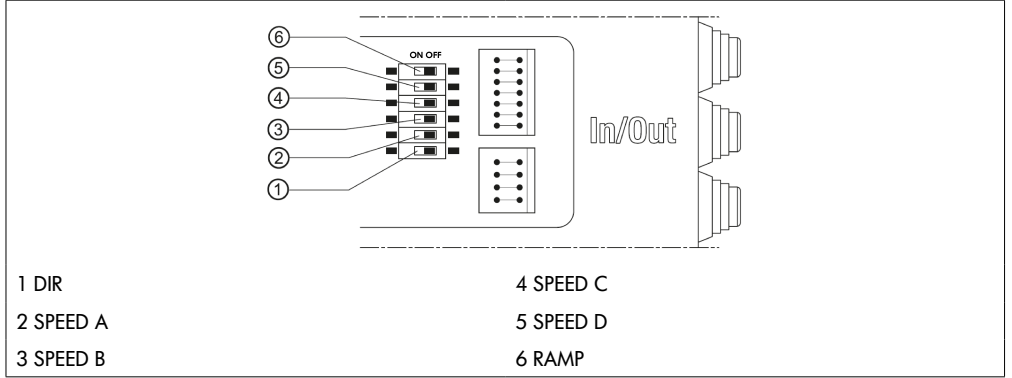 6
ON OFF
5
4
3
In/Out
2
1
1 DIR
4 SPEED C
2 SPEED A
5 SPEED D
3 SPEED B
6 RAMP